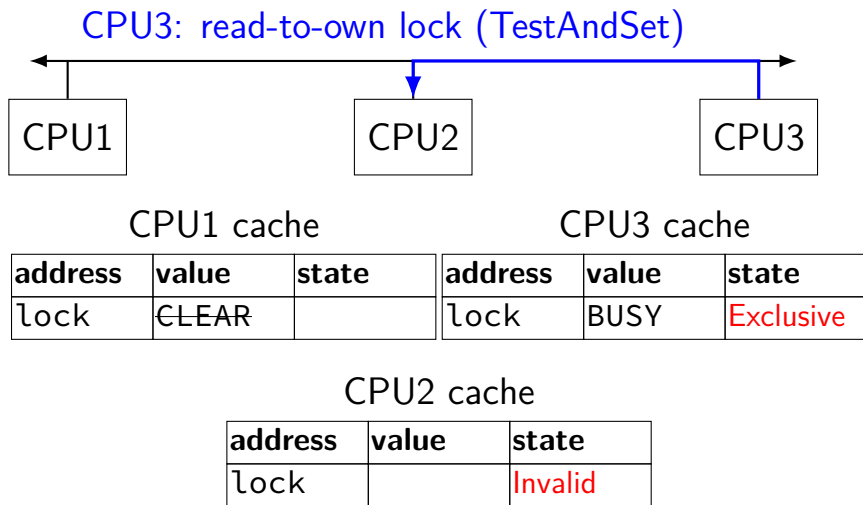 CPU3: read-to-own lock (TestAndSet)
CPU1 CPU2 CPU3
CPU1 cache
address value state
lock CLEAR
CPU3 cache
address value state
lock BUSY Exclusive
CPU2 cache
address value state
lock Invalid